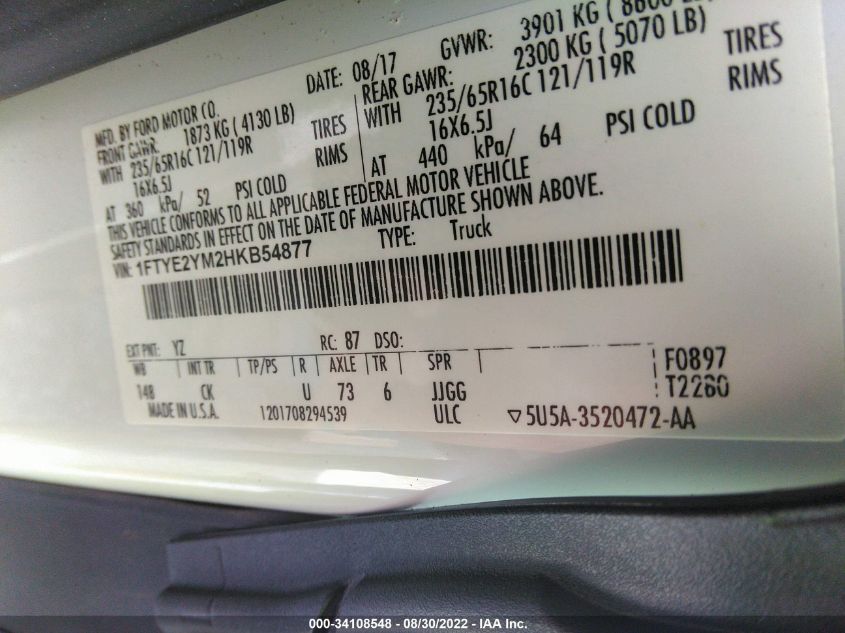 MFD. BY FORD MOTOR CO.
DATE: 08/17
GVWR: 3901 KG ( 8600
FRONT GAWR: 1873 KG ( 4130 LB)
WITH 235/65R16C 121/119R TIRES
16X6.5J RIMS
AT 360 kPa/ 52 PSI COLD
REAR GAWR: 2300 KG ( 5070 LB)
WITH 235/65R16C 121/119R TIRES
16X6.5J RIMS
AT 440 kPa/ 64 PSI COLD
THIS VEHICLE CONFORMS TO ALL APPLICABLE FEDERAL MOTOR VEHICLE
SAFETY STANDARDS IN EFFECT ON THE DATE OF MANUFACTURE SHOWN ABOVE.
VIN: 1FTYE2YM2HKB54877 TYPE: Truck
EXT PNT: YZ RC: 87 DSO:
WB INT TR TP/PS R AXLE TR SPR F0897
148 CK U 73 6 JJGG T2280
MADE IN U.S.A. 1201708294539 ULC ▽5U5A-3520472-AA
000-34108548 - 08/30/2022 - IAA Inc.